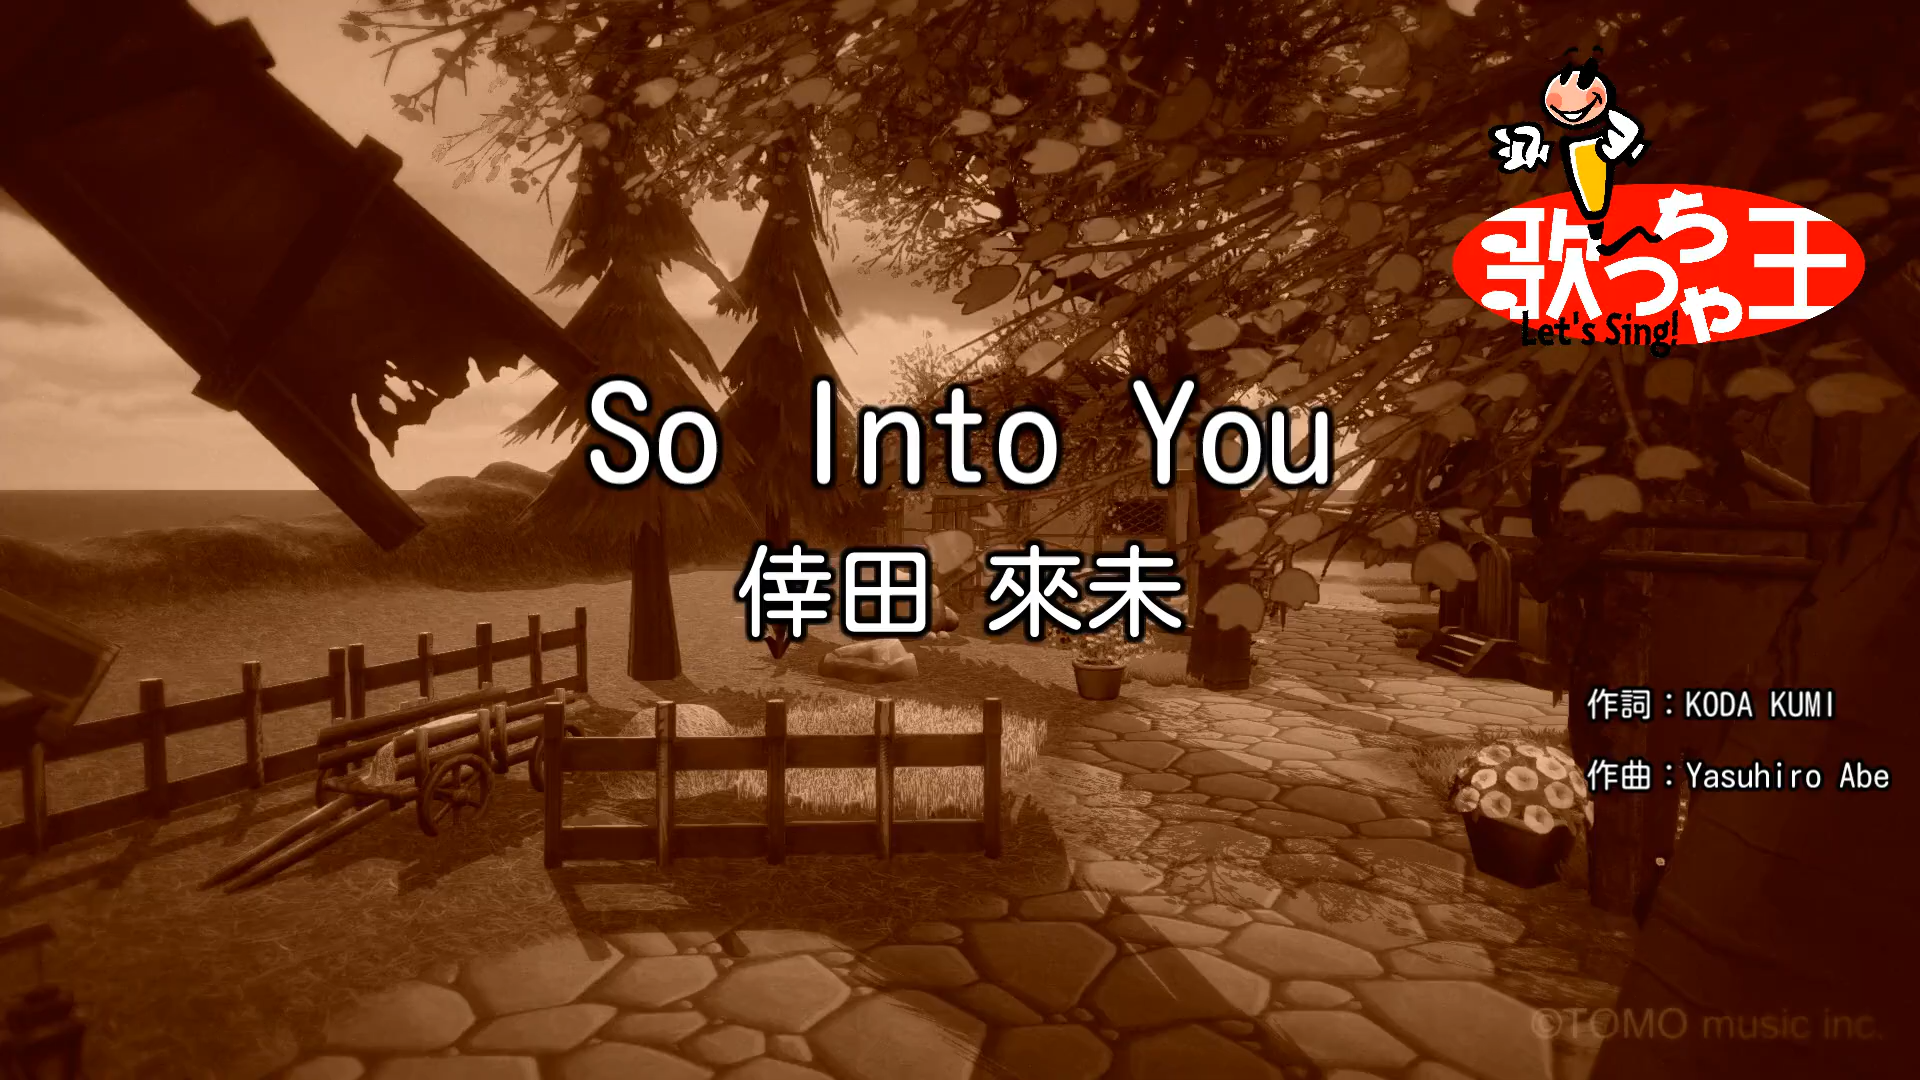 歌っちゃ王
Let's Sing!
So Into You
倖田 來未
作詞：KODA KUMI
作曲：Yasuhiro Abe
©TOMO music inc.